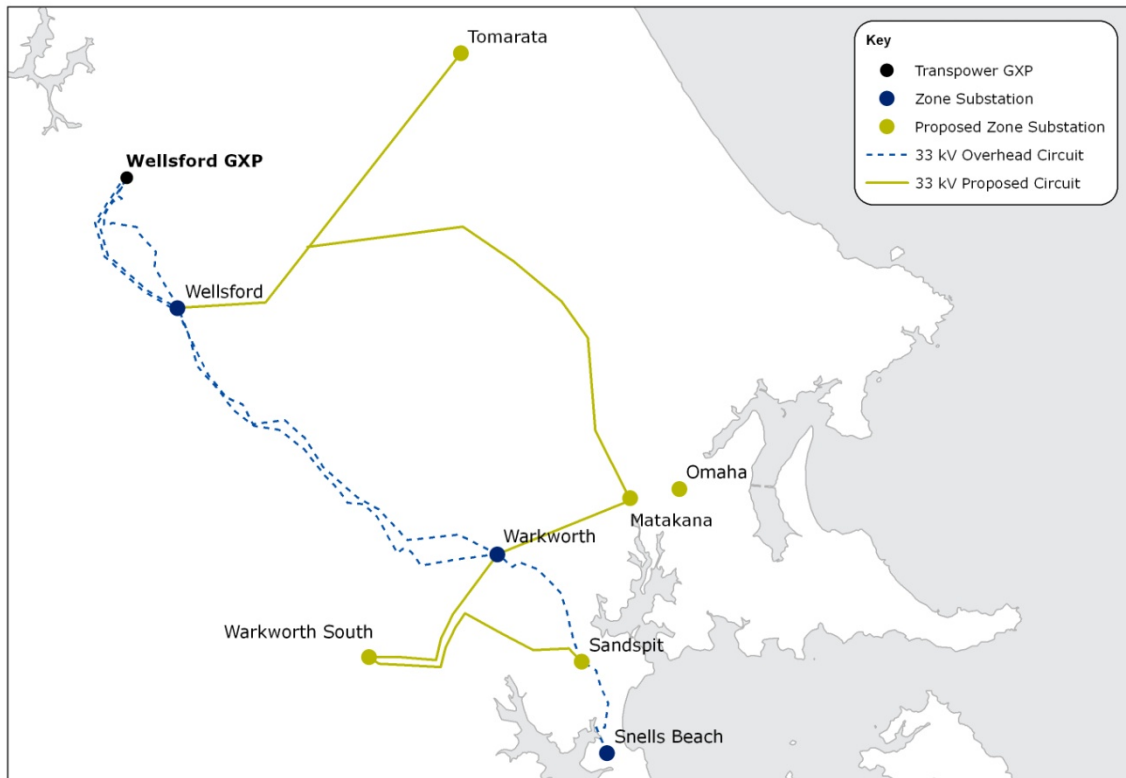 Tomarata
Key
Transpower GXP
Zone Substation
Proposed Zone Substation
33 kV Overhead Circuit
33 kV Proposed Circuit
Wellsford GXP
Wellsford
Omaha
Matakana
Warkworth
Warkworth South
Sandspit
Snells Beach